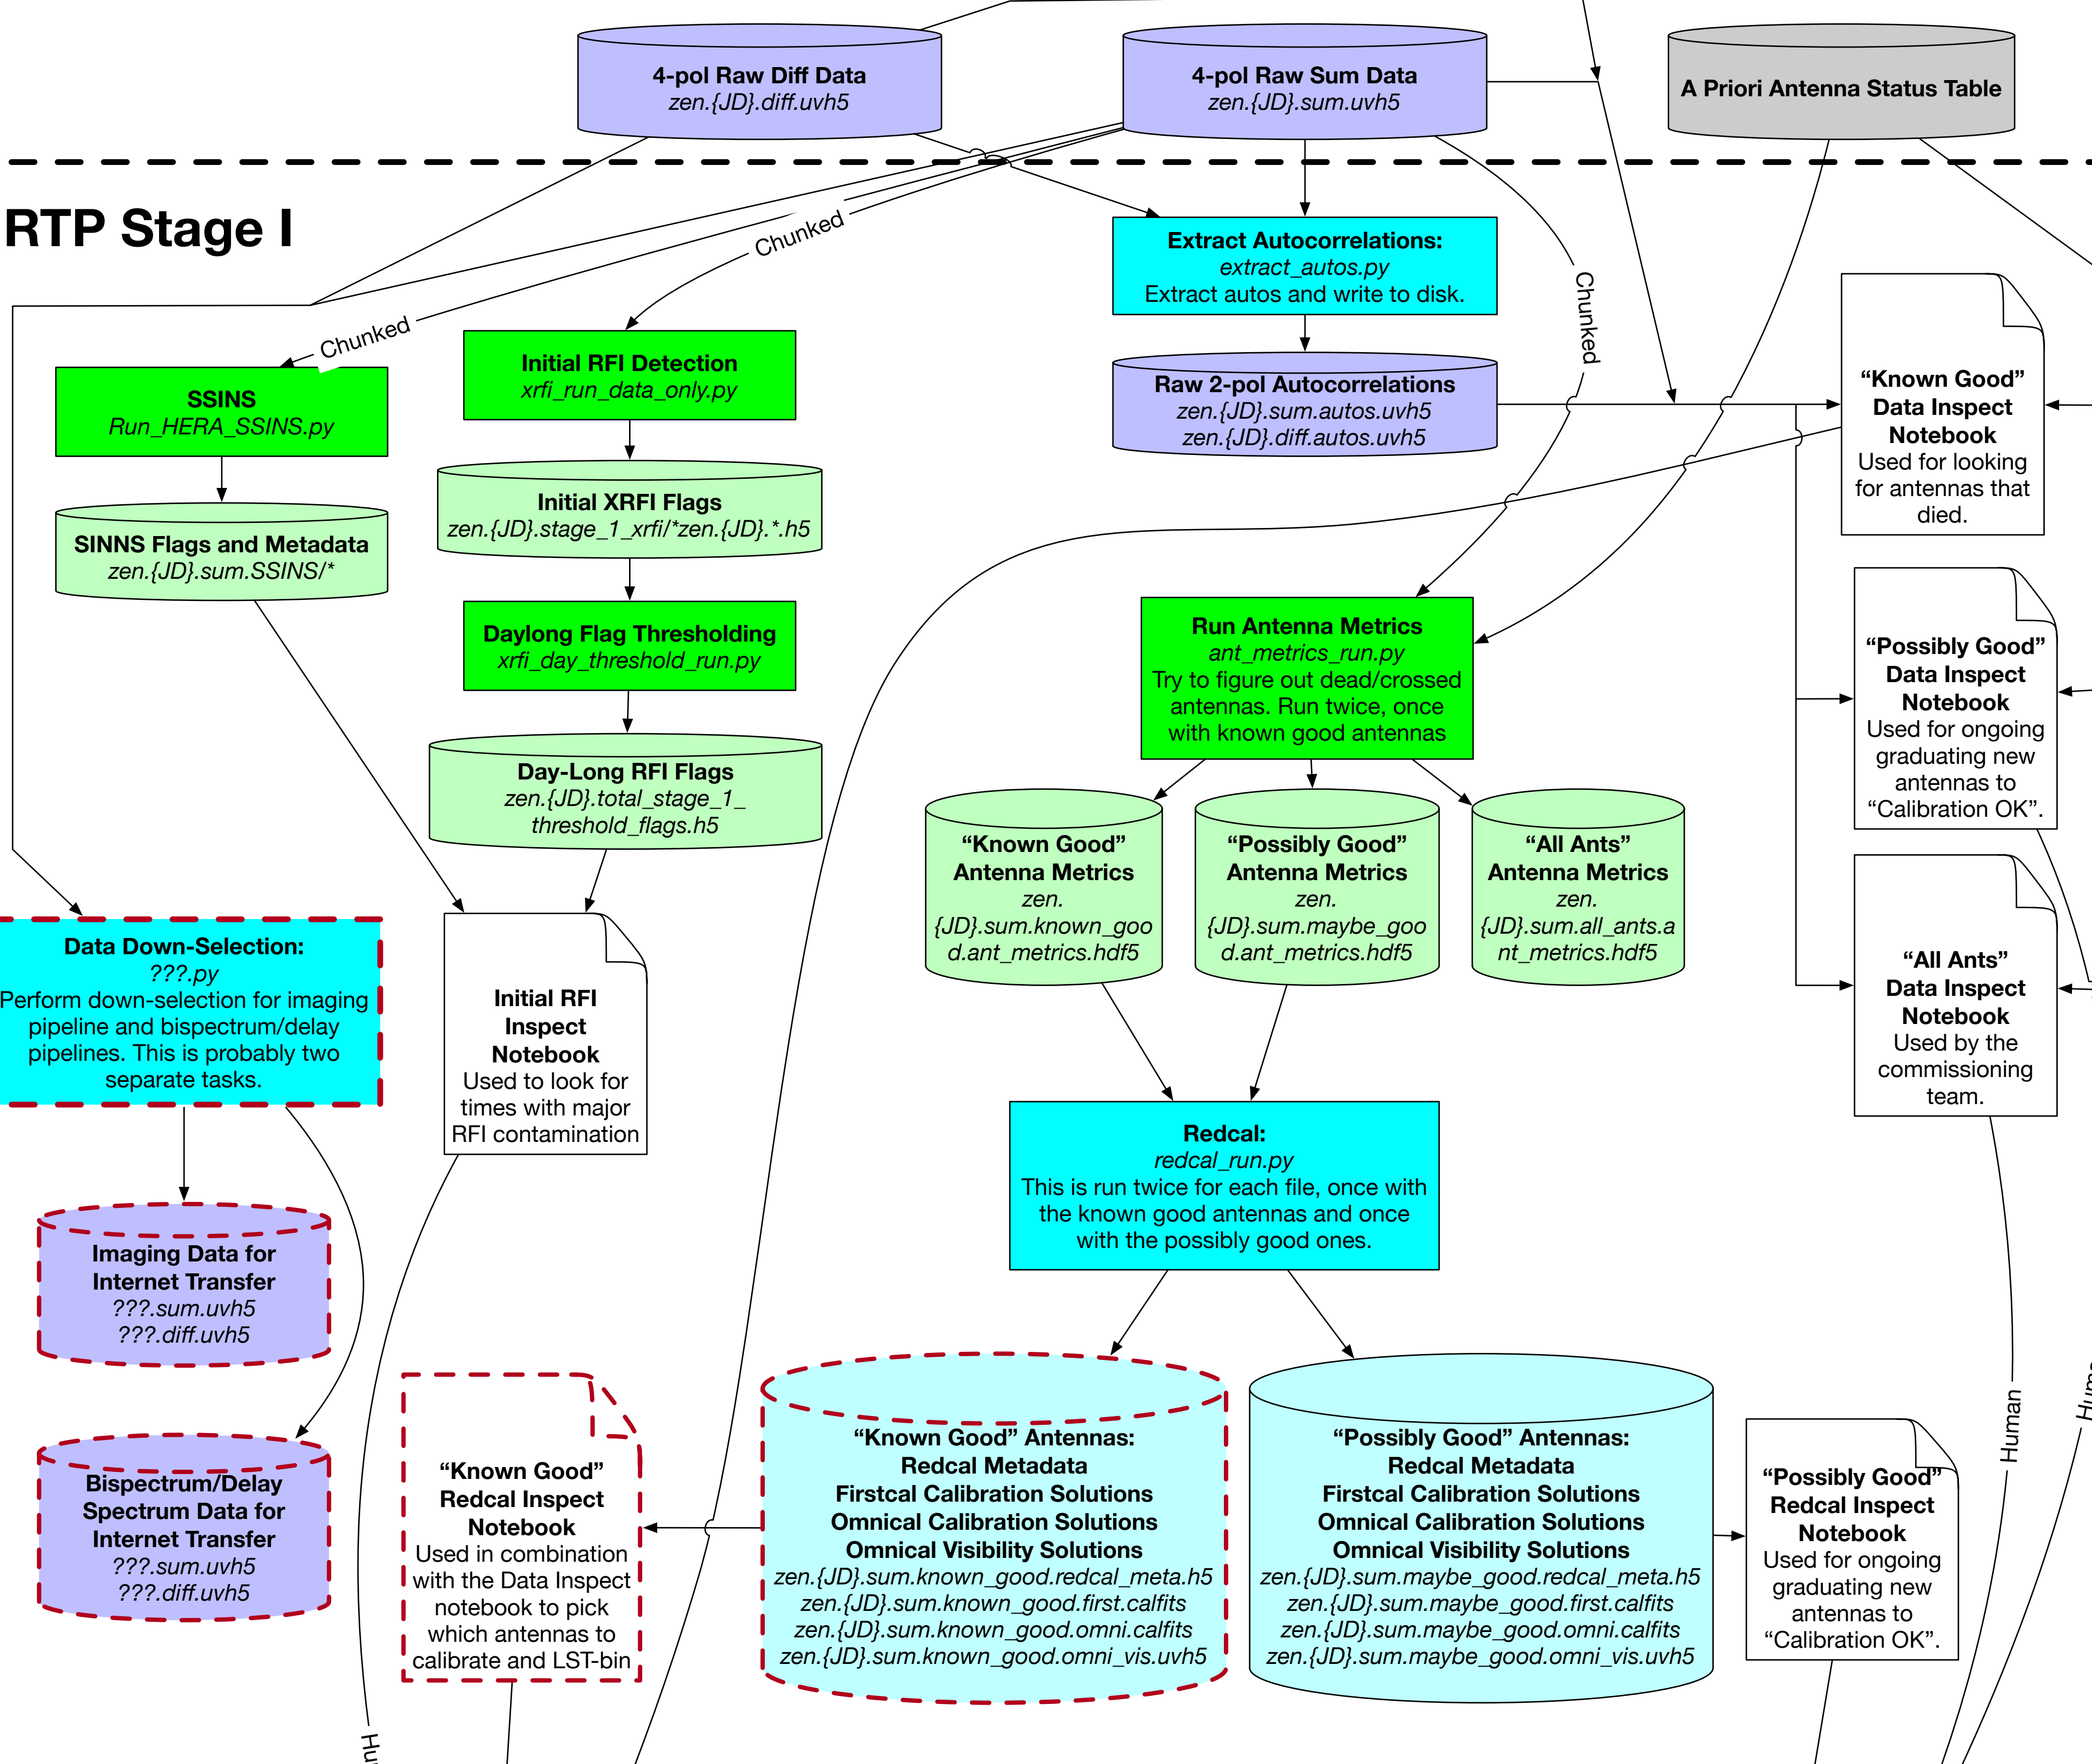 4-pol Raw Diff Data
zen.{JD}.diff.uvh5
4-pol Raw Sum Data
zen.{JD}.sum.uvh5
A Priori Antenna Status Table
RTP Stage I
Chunked
Chunked
Chunked
Extract Autocorrelations:
extract_autos.py
Extract autos and write to disk.
SSINS
Run_HERA_SSINS.py
Initial RFI Detection
xrfi_run_data_only.py
Raw 2-pol Autocorrelations
zen.{JD}.sum.autos.uvh5
zen.{JD}.diff.autos.uvh5
“Known Good”
Data Inspect
Notebook
Used for looking
for antennas that
died.
SINNS Flags and Metadata
zen.{JD}.sum.SSINS/*
Initial XRFI Flags
zen.{JD}.stage_1_xrfi/*zen.{JD}.*.h5
Daylong Flag Thresholding
xrfi_day_threshold_run.py
Run Antenna Metrics
ant_metrics_run.py
Try to figure out dead/crossed
antennas. Run twice, once
with known good antennas
“Possibly Good”
Data Inspect
Notebook
Used for ongoing
graduating new
antennas to
“Calibration OK”.
Day-Long RFI Flags
zen.{JD}.total_stage_1_
threshold_flags.h5
“Known Good”
Antenna Metrics
zen.
{JD}.sum.known_goo
d.ant_metrics.hdf5
“Possibly Good”
Antenna Metrics
zen.
{JD}.sum.maybe_goo
d.ant_metrics.hdf5
“All Ants”
Antenna Metrics
zen.
{JD}.sum.all_ants.a
nt_metrics.hdf5
“All Ants”
Data Inspect
Notebook
Used by the
commissioning
team.
Data Down-Selection:
???.py
Perform down-selection for imaging
pipeline and bispectrum/delay
pipelines. This is probably two
separate tasks.
Initial RFI
Inspect
Notebook
Used to look for
times with major
RFI contamination
Redcal:
redcal_run.py
This is run twice for each file, once with
the known good antennas and once
with the possibly good ones.
Imaging Data for
Internet Transfer
???.sum.uvh5
???.diff.uvh5
Bispectrum/Delay
Spectrum Data for
Internet Transfer
???.sum.uvh5
???.diff.uvh5
“Known Good”
Redcal Inspect
Notebook
Used in combination
with the Data Inspect
notebook to pick
which antennas to
calibrate and LST-bin
“Known Good” Antennas:
Redcal Metadata
Firstcal Calibration Solutions
Omnical Calibration Solutions
Omnical Visibility Solutions
zen.{JD}.sum.known_good.redcal_meta.h5
zen.{JD}.sum.known_good.first.calfits
zen.{JD}.sum.known_good.omni.calfits
zen.{JD}.sum.known_good.omni_vis.uvh5
“Possibly Good” Antennas:
Redcal Metadata
Firstcal Calibration Solutions
Omnical Calibration Solutions
Omnical Visibility Solutions
zen.{JD}.sum.maybe_good.redcal_meta.h5
zen.{JD}.sum.maybe_good.first.calfits
zen.{JD}.sum.maybe_good.omni.calfits
zen.{JD}.sum.maybe_good.omni_vis.uvh5
“Possibly Good”
Redcal Inspect
Notebook
Used for ongoing
graduating new
antennas to
“Calibration OK”.
Human